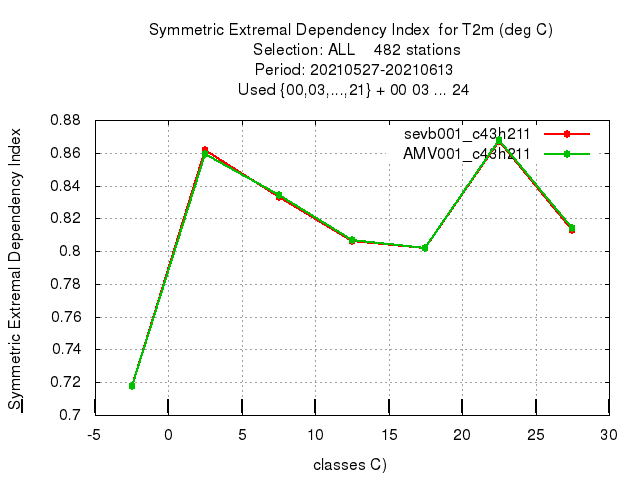 Symmetric Extremal Dependency Index  for T2m (deg C)
Selection: ALL    482 stations
Period: 20210527-20210613
Used {00,03,...,21} + 00 03 ... 24
Symmetric Extremal Dependency Index
0.88
0.86
0.84
0.82
0.8
0.78
0.76
0.74
0.72
0.7
sevb001_c43h211
AMV001_c43h211
-5 0 5 10 15 20 25 30
classes C)